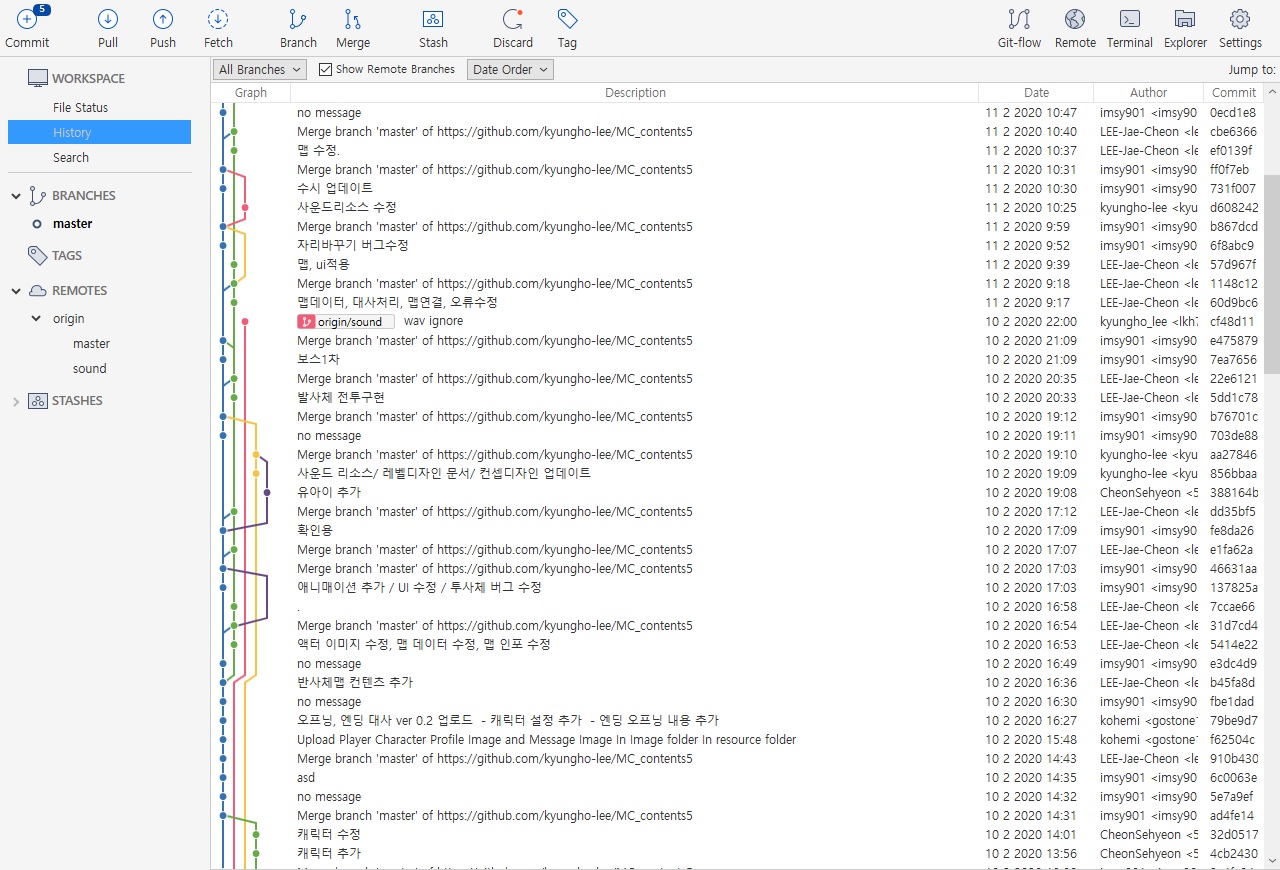 5
Commit Pull Push Fetch Branch Merge Stash Discard Tag Git-flow Remote Terminal Explorer Settings
WORKSPACE
File Status
History
Search
BRANCHES
master
TAGS
REMOTES
origin
master
sound
STASHES
All Branches Show Remote Branches Date Order Jump to:
Graph Description Date Author Commit
no message 11 2 2020 10:47 imsy901 <imsy90 0ecd1e8
Merge branch 'master' of https://github.com/kyungho-lee/MC_contents5 11 2 2020 10:40 LEE-Jae-Cheon <le cbe6366
맵 수정. 11 2 2020 10:37 LEE-Jae-Cheon <le ef0139f
Merge branch 'master' of https://github.com/kyungho-lee/MC_contents5 11 2 2020 10:31 imsy901 <imsy90 ff0f7eb
수시 업데이트 11 2 2020 10:30 imsy901 <imsy90 731f007
사운드리소스 수정 11 2 2020 10:25 kyungho-lee <kyu d608242
Merge branch 'master' of https://github.com/kyungho-lee/MC_contents5 11 2 2020 9:59 imsy901 <imsy90 b867dcd
자리바꾸기 버그수정 11 2 2020 9:52 imsy901 <imsy90 6f8abc9
맵, ui적용 11 2 2020 9:39 LEE-Jae-Cheon <le 57d967f
Merge branch 'master' of https://github.com/kyungho-lee/MC_contents5 11 2 2020 9:18 LEE-Jae-Cheon <le 1148c12
맵데이터, 대사처리, 맵연결, 오류수정 11 2 2020 9:17 LEE-Jae-Cheon <le 60d9bc6
origin/sound wav ignore 10 2 2020 22:00 kyungho_lee <lkh7 cf48d11
Merge branch 'master' of https://github.com/kyungho-lee/MC_contents5 10 2 2020 21:09 imsy901 <imsy90 e475879
보스1차 10 2 2020 21:09 imsy901 <imsy90 7ea7656
Merge branch 'master' of https://github.com/kyungho-lee/MC_contents5 10 2 2020 20:35 LEE-Jae-Cheon <le 22e6121
발사체 전투구현 10 2 2020 20:33 LEE-Jae-Cheon <le 5dd1c78
Merge branch 'master' of https://github.com/kyungho-lee/MC_contents5 10 2 2020 19:12 imsy901 <imsy90 b76701c
no message 10 2 2020 19:11 imsy901 <imsy90 703de88
Merge branch 'master' of https://github.com/kyungho-lee/MC_contents5 10 2 2020 19:10 kyungho-lee <kyu aa27846
사운드 리소스/ 레벨디자인 문서/ 컨셉디자인 업데이트 10 2 2020 19:09 kyungho-lee <kyu 856bbaa
유아이 추가 10 2 2020 19:08 CheonSehyeon <5 388164b
Merge branch 'master' of https://github.com/kyungho-lee/MC_contents5 10 2 2020 17:12 LEE-Jae-Cheon <le dd35bf5
확인용 10 2 2020 17:09 imsy901 <imsy90 fe8da26
Merge branch 'master' of https://github.com/kyungho-lee/MC_contents5 10 2 2020 17:07 LEE-Jae-Cheon <le e1fa62a
Merge branch 'master' of https://github.com/kyungho-lee/MC_contents5 10 2 2020 17:03 imsy901 <imsy90 46631aa
애니매이션 추가 / UI 수정 / 투사체 버그 수정 10 2 2020 17:03 imsy901 <imsy90 137825a
. 10 2 2020 16:58 LEE-Jae-Cheon <le 7ccae66
Merge branch 'master' of https://github.com/kyungho-lee/MC_contents5 10 2 2020 16:54 LEE-Jae-Cheon <le 31d7cd4
액터 이미지 수정, 맵 데이터 수정, 맵 인포 수정 10 2 2020 16:53 LEE-Jae-Cheon <le 5414e22
no message 10 2 2020 16:49 imsy901 <imsy90 e3dc4d9
반사체맵 컨텐츠 추가 10 2 2020 16:36 LEE-Jae-Cheon <le b45fa8d
no message 10 2 2020 16:30 imsy901 <imsy90 fbe1dad
오프닝, 엔딩 대사 ver 0.2 업로드 - 캐릭터 설정 추가 - 엔딩 오프닝 내용 추가 10 2 2020 16:27 kohemi <gostone 79be9d7
Upload Player Character Profile Image and Message Image In Image folder In resource folder 10 2 2020 15:48 kohemi <gostone f62504c
Merge branch 'master' of https://github.com/kyungho-lee/MC_contents5 10 2 2020 14:43 LEE-Jae-Cheon <le 910b430
asd 10 2 2020 14:35 imsy901 <imsy90 6c0063e
no message 10 2 2020 14:32 imsy901 <imsy90 5e7a9ef
Merge branch 'master' of https://github.com/kyungho-lee/MC_contents5 10 2 2020 14:31 imsy901 <imsy90 ad4fe14
캐릭터 수정 10 2 2020 14:01 CheonSehyeon <5 32d0517
캐릭터 추가 10 2 2020 13:56 CheonSehyeon <5 4cb2430